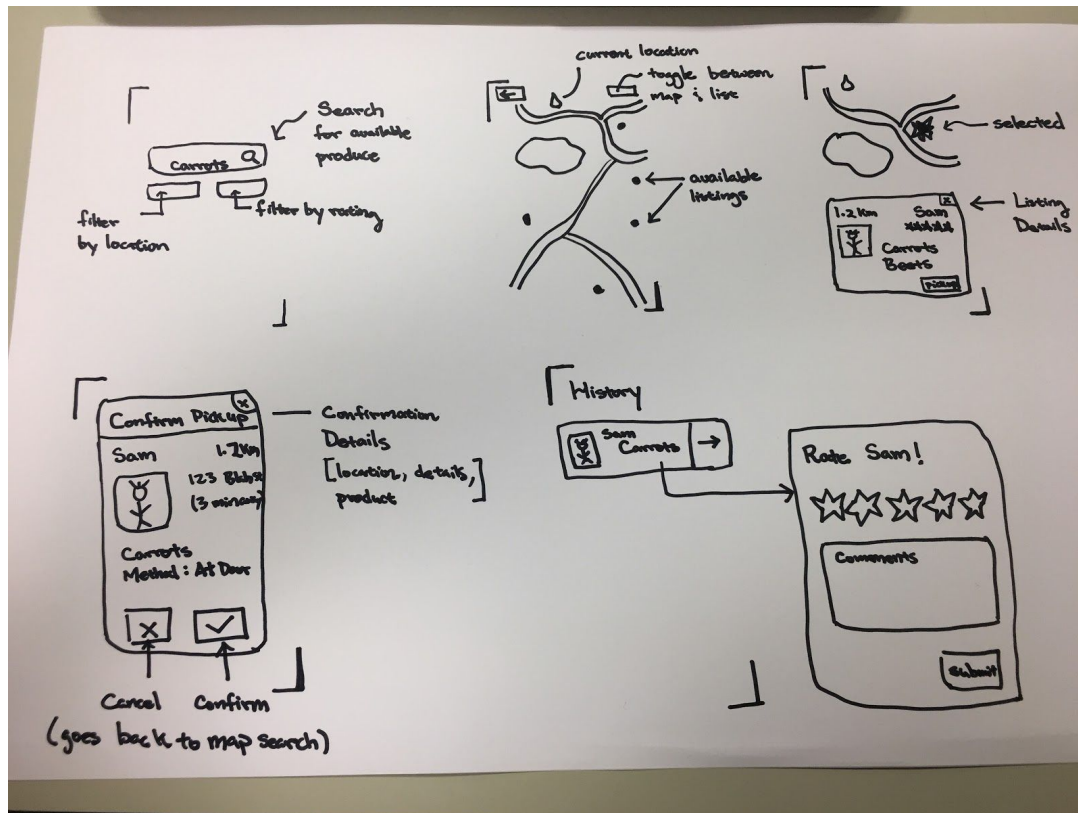 Search
for available
produce
Carrots
filter
by location
filter by rating
current location
toggle between
map & list
available
listings
selected
1.2 km
Sam
Carrots
Beets
pickup
Listing
Details
Confirm Pickup
x
Sam
1.2km
(3 minaway)
Carrots
Method: At Door
Confirmation
Details
[location, details,
product]
Cancel
Confirm
(goes back to map search)
History
Sam
Carrots
Rate Sam!
Comments
Submit